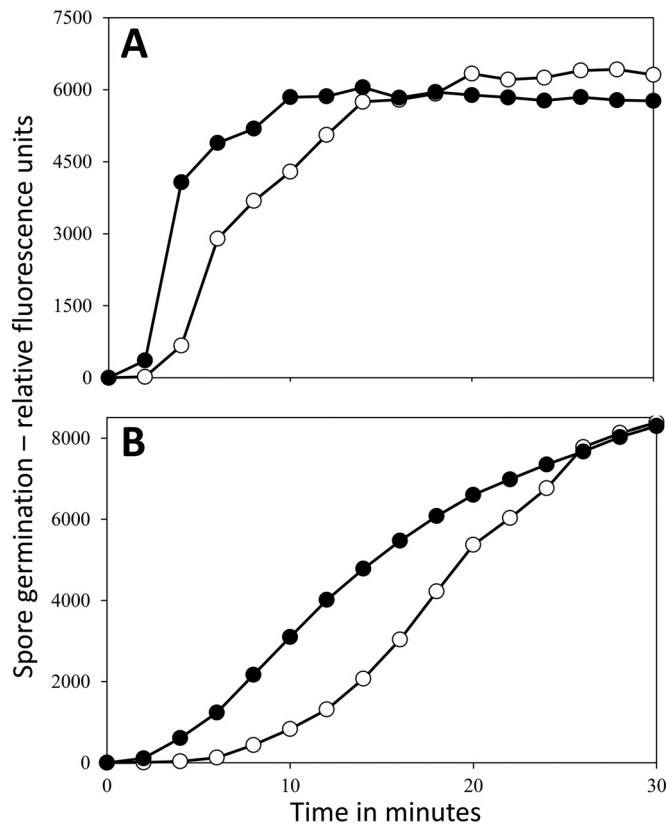 A
7500
6000
4500
3000
1500
0
B
8000
6000
4000
2000
0
0 10 20 30
Time in minutes
Spore germination – relative fluorescence units